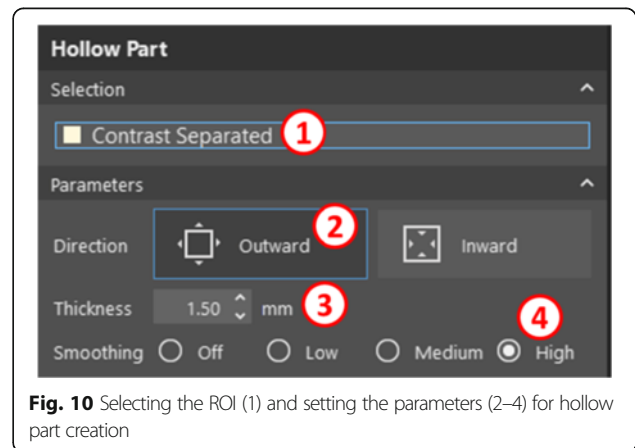 Hollow Part
Selection
Contrast Separated 1
Parameters
Direction Outward 2 Inward
Thickness 1.50 mm 3
4
Smoothing Off Low Medium High
Fig. 10 Selecting the ROI (1) and setting the parameters (2–4) for hollow
part creation